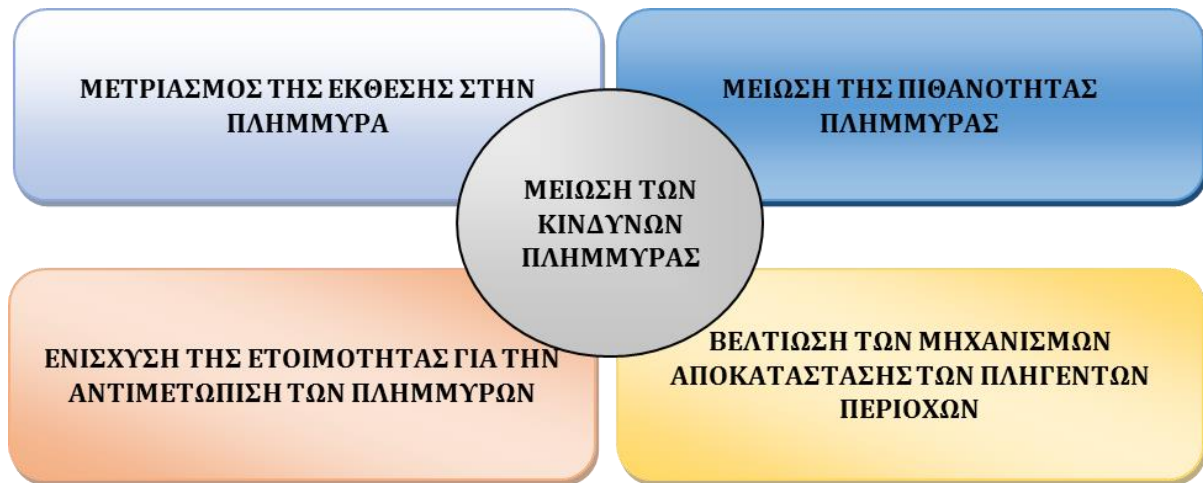 ΜΕΤΡΙΑΣΜΟΣ ΤΗΣ ΕΚΘΕΣΗΣ ΣΤΗΝ
ΠΛΗΜΜΥΡΑ
ΜΕΙΩΣΗ ΤΗΣ ΠΙΘΑΝΟΤΗΤΑΣ
ΠΛΗΜΜΥΡΑΣ
ΜΕΙΩΣΗ ΤΩΝ
ΚΙΝΔΥΝΩΝ
ΠΛΗΜΜΥΡΑΣ
ΕΝΙΣΧΥΣΗ ΤΗΣ ΕΤΟΙΜΟΤΗΤΑΣ ΓΙΑ ΤΗΝ
ΑΝΤΙΜΕΤΩΠΙΣΗ ΤΩΝ ΠΛΗΜΜΥΡΩΝ
ΒΕΛΤΙΩΣΗ ΤΩΝ ΜΗΧΑΝΙΣΜΩΝ
ΑΠΟΚΑΤΑΣΤΑΣΗΣ ΤΩΝ ΠΛΗΓΕΝΤΩΝ
ΠΕΡΙΟΧΩΝ